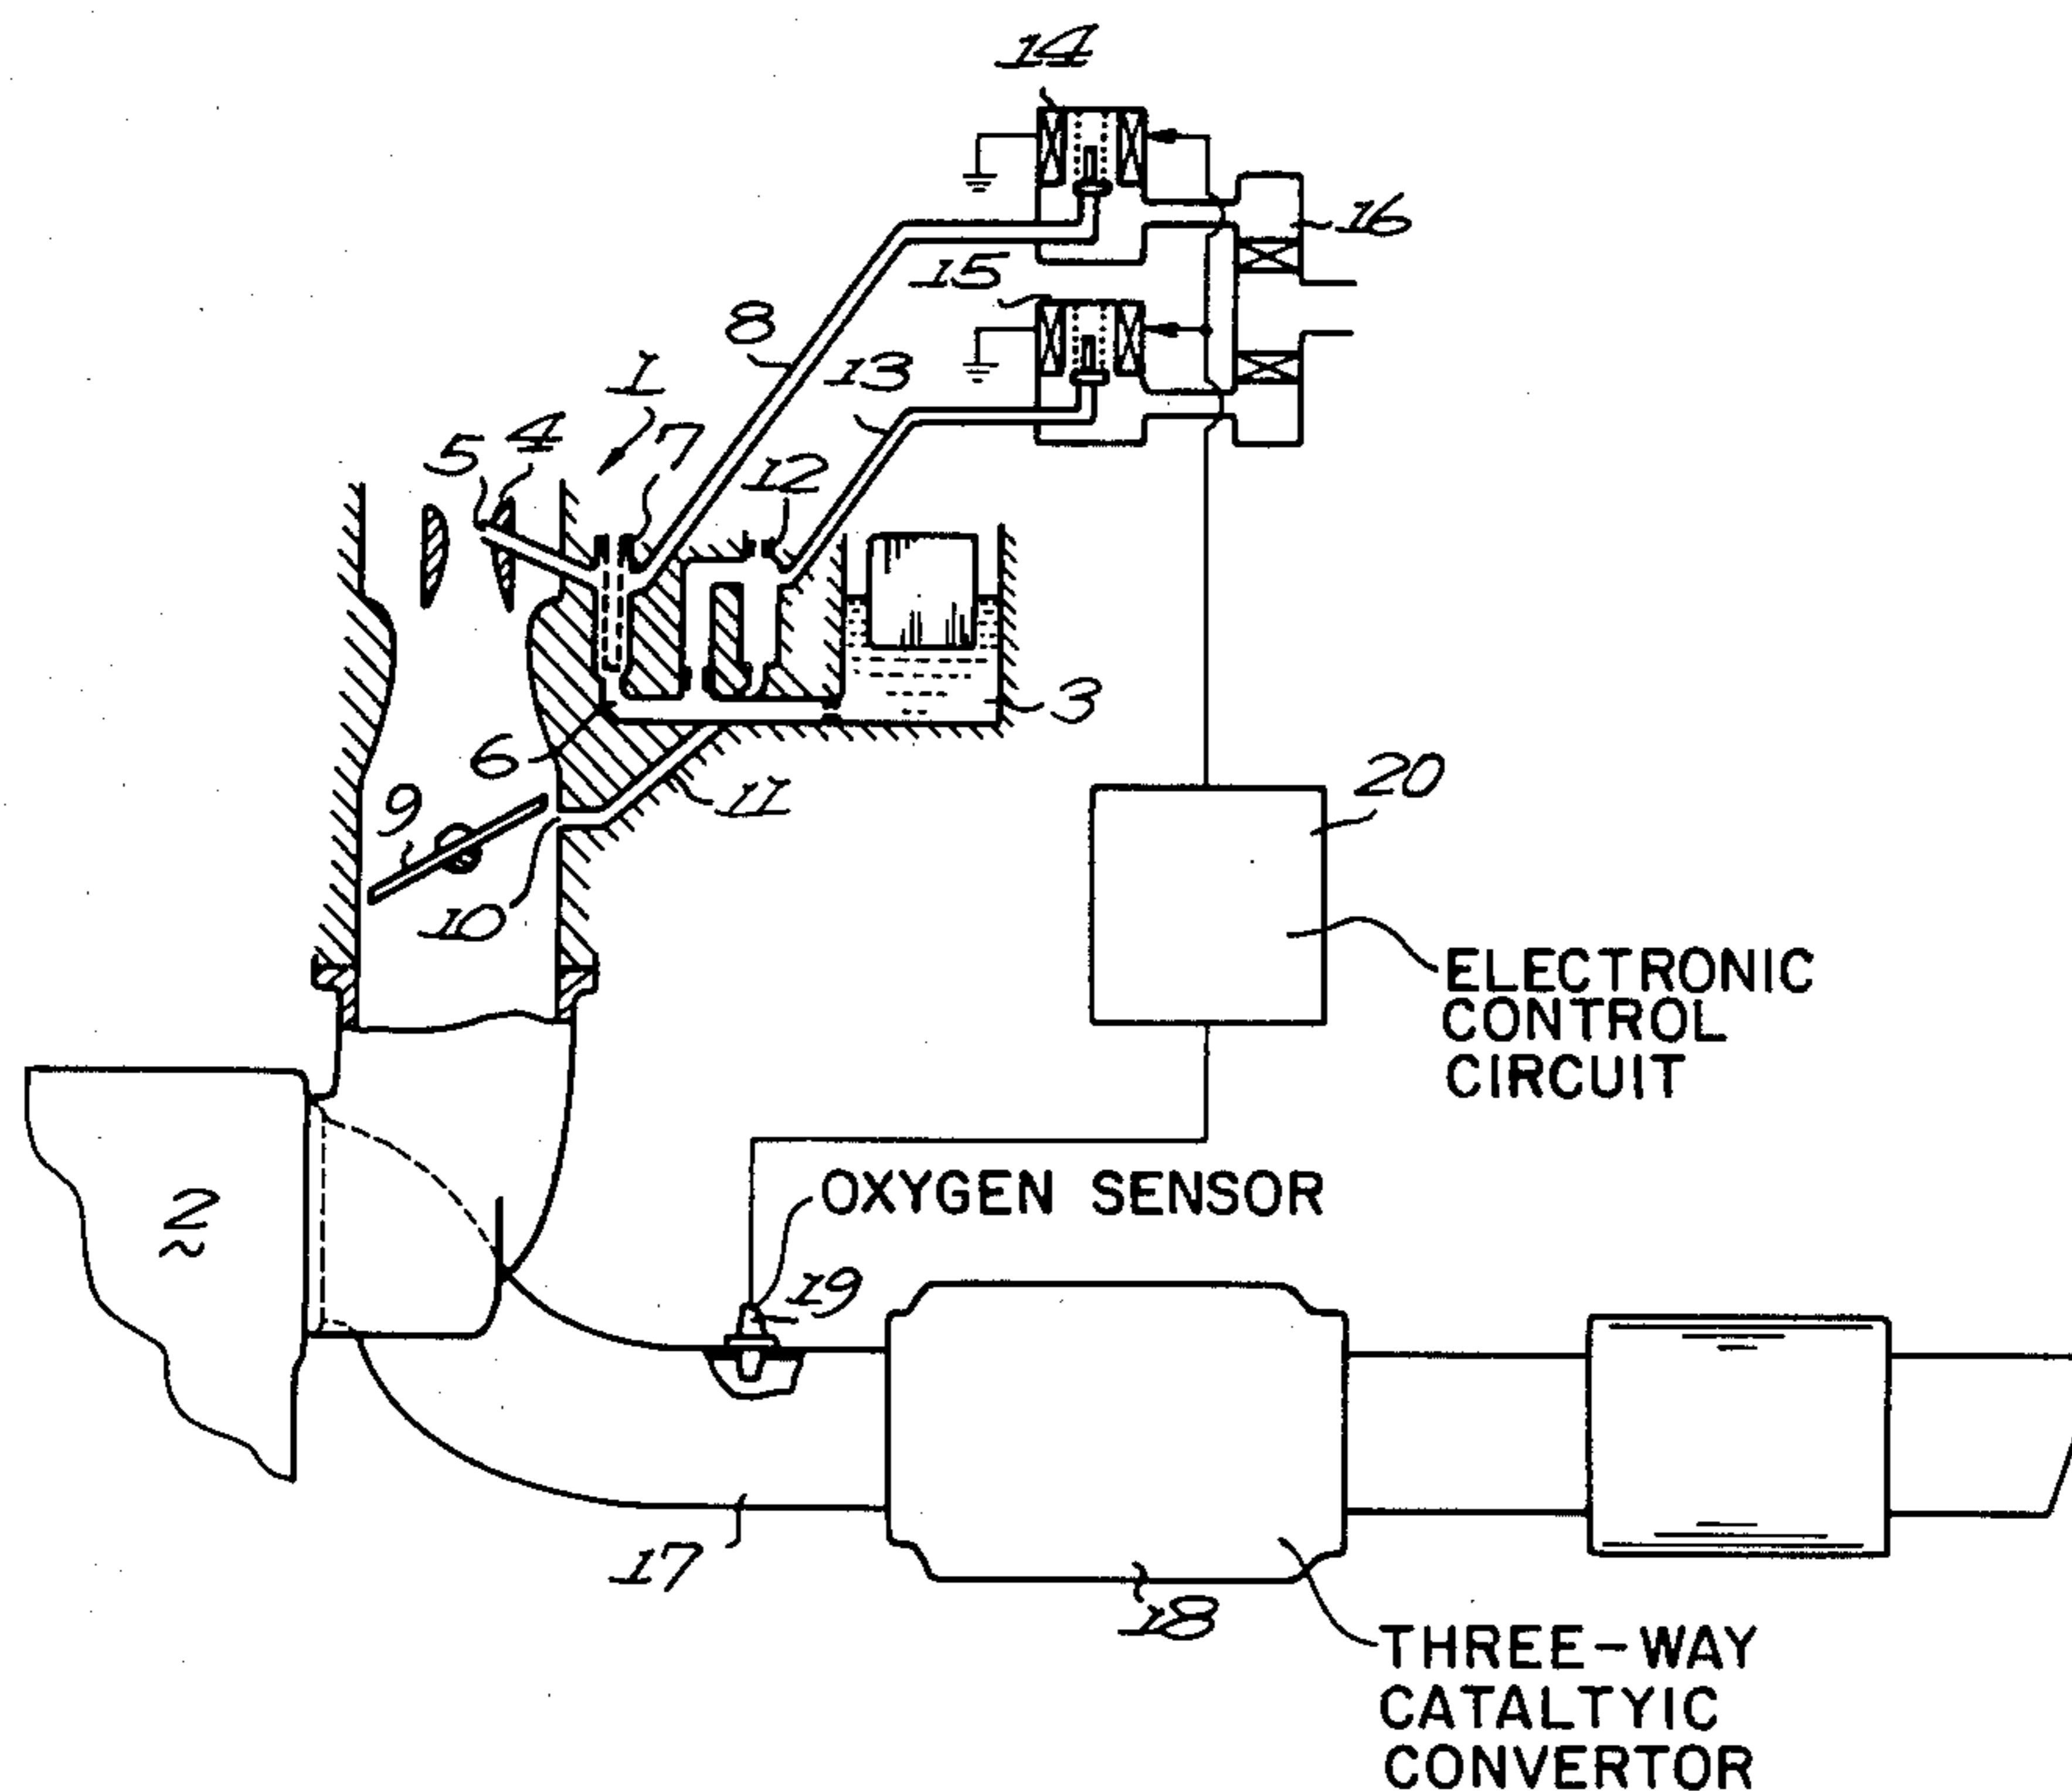 14
16
15
8
13
1
7
5
4
12
3
6
11
9
10
20
ELECTRONIC
CONTROL
CIRCUIT
2
OXYGEN SENSOR
19
17
18
THREE-WAY
CATALTYIC
CONVERTOR